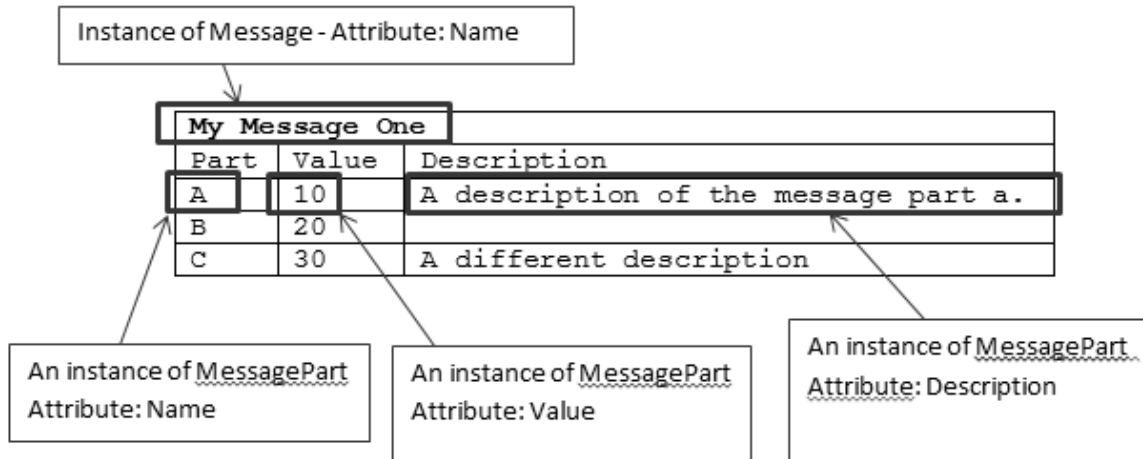 Instance of Message - Attribute: Name
My Message One
Part Value Description
A 10 A description of the message part a.
B 20
C 30 A different description
An instance of MessagePart
Attribute: Name
An instance of MessagePart
Attribute: Value
An instance of MessagePart
Attribute: Description